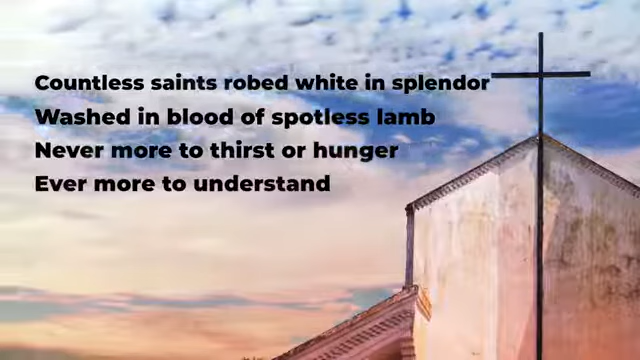 Countless saints robed white in splendor
Washed in blood of spotless lamb
Never more to thirst or hunger
Ever more to understand